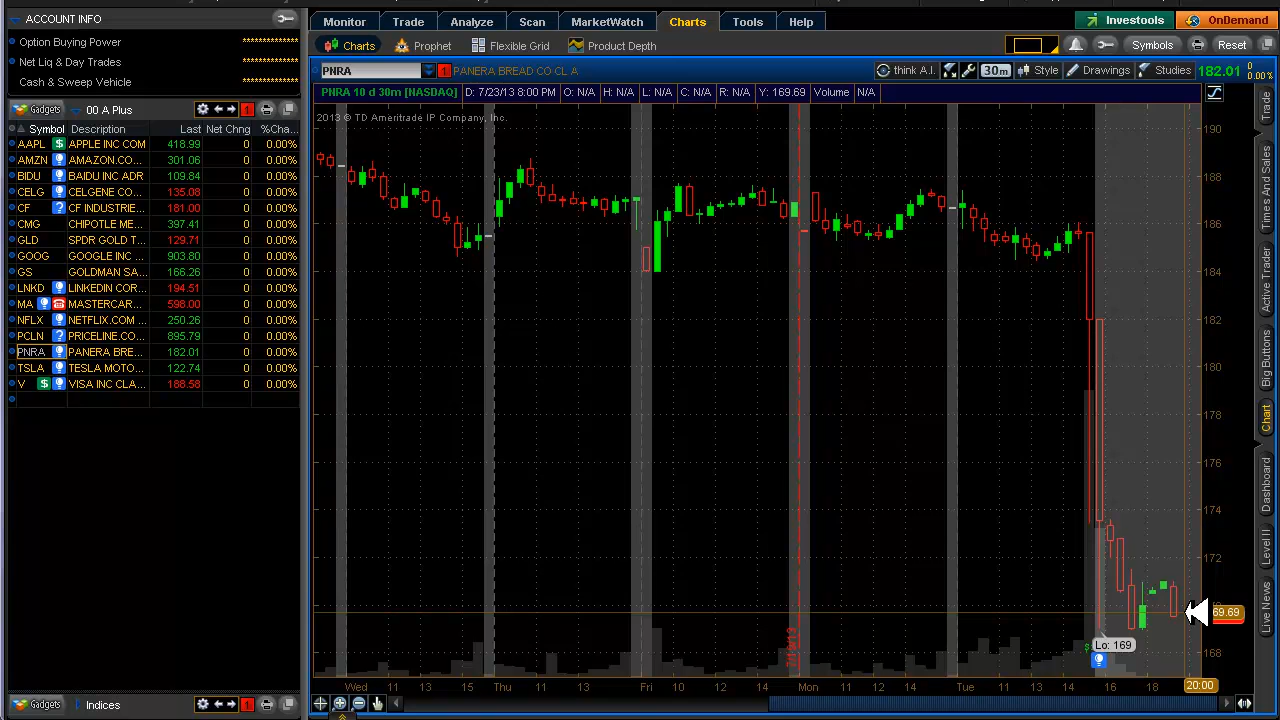 ACCOUNT INFO
Option Buying Power *************
Net Liq & Day Trades *************
Cash & Sweep Vehicle *************
Gadgets 00 A Plus 1
Symbol Description Last Net Chng %Cha...
AAPL $ APPLE INC COM 418.99 0 0.00%
AMZN AMAZON.CO... 301.06 0 0.00%
BIDU BAIDU INC ADR 109.84 0 0.00%
CELG CELGENE CO... 135.08 0 0.00%
CF ? CF INDUSTRIE... 181.00 0 0.00%
CMG CHIPOTLE ME... 397.41 0 0.00%
GLD SPDR GOLD T... 129.71 0 0.00%
GOOG GOOGLE INC ... 903.80 0 0.00%
GS GOLDMAN SA... 166.26 0 0.00%
LNKD LINKEDIN COR... 194.51 0 0.00%
MA MASTERCAR... 598.00 0 0.00%
NFLX NETFLIX.COM ... 250.26 0 0.00%
PCLN ? PRICELINE.CO... 895.79 0 0.00%
PNRA PANERA BRE... 182.01 0 0.00%
TSLA TESLA MOTO... 122.74 0 0.00%
V $ VISA INC CLA... 188.58 0 0.00%
Gadgets Indices 1
Monitor Trade Analyze Scan MarketWatch Charts Tools Help Investools OnDemand
Charts Prophet Flexible Grid Product Depth Symbols Reset
PNRA 1 PANERA BREAD CO CL A think A.I. 30m Style Drawings Studies 182.01 0 0.00%
PNRA 10 d 30m [NASDAQ] D: 7/23/13 8:00 PM O: N/A H: N/A L: N/A C: N/A R: N/A Y: 169.69 Volume N/A
2013 © TD Ameritrade IP Company, Inc.
190
188
186
184
182
180
178
176
174
172
69.69
168
Lo: 169
Wed 11 13 15 Thu 11 13 Fri 10 12 14 Mon 11 12 14 Tue 11 13 14 16 18 20:00
Trade
Times And Sales
Active Trader
Big Buttons
Chart
Dashboard
Level II
Live News